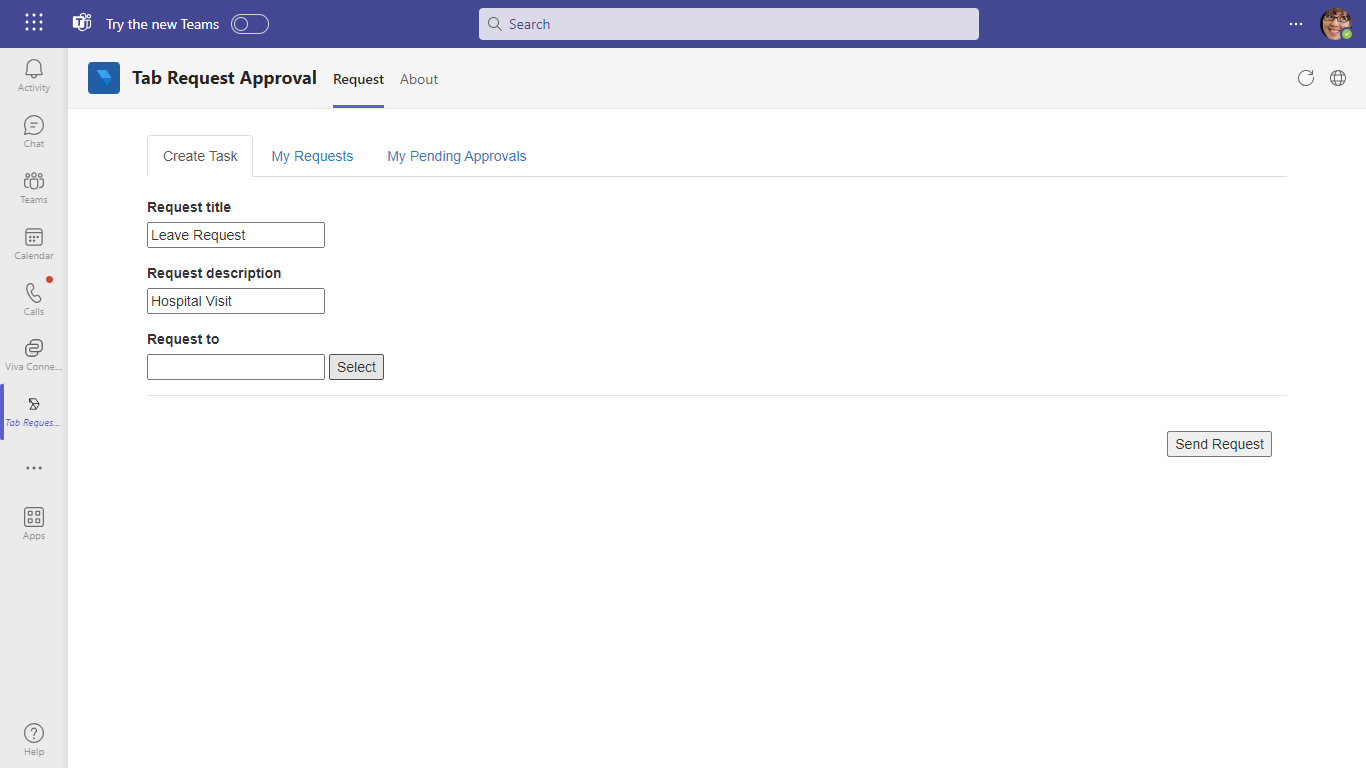 Try the new Teams
Search
Activity
Chat
Teams
Calendar
Calls
Viva Conne...
Tab Reques...
Apps
Help
Tab Request Approval Request About
Create Task My Requests My Pending Approvals
Request title
Leave Request
Request description
Hospital Visit
Request to
Select
Send Request